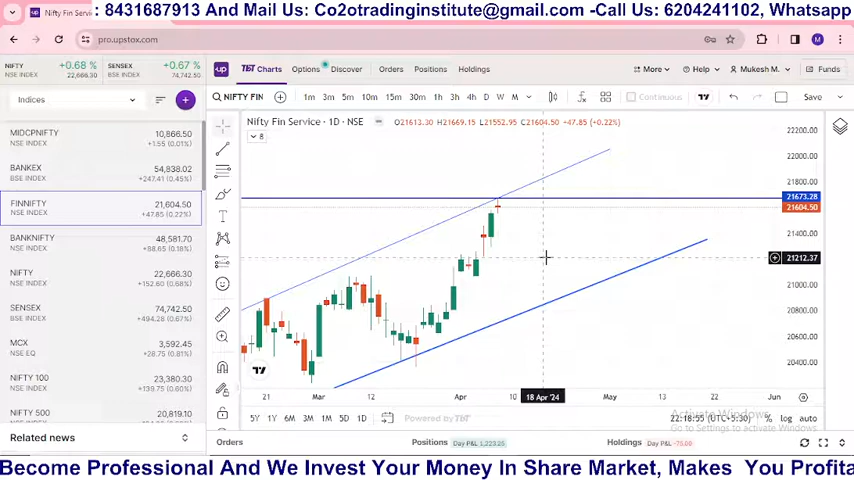 : 8431687913 And Mail Us: Co2otradinginstitute@gmail.com -Call Us: 6204241102, Whatsapp
Nifty Fin Service
pro.upstox.com
NIFTY
NSE INDEX
+0.68 %
22,666.30
SENSEX
BSE INDEX
+0.67 %
74,742.50
up
TBT Charts
Options
Discover
Orders
Positions
Holdings
More
Help
Mukesh M.
Funds
Indices
NIFTY FIN
1m 3m 5m 10m 15m 30m 1h 3h 4h D W M
Continuous
Save
MIDCPNIFTY 10,866.50
NSE INDEX +1.55 (0.01%)
BANKEX 54,838.02
BSE INDEX +247.41 (0.45%)
FINNIFTY 21,604.50
NSE INDEX +47.85 (0.22%)
BANKNIFTY 48,581.70
NSE INDEX +88.65 (0.18%)
NIFTY 22,666.30
NSE INDEX +152.60 (0.68%)
SENSEX 74,742.50
BSE INDEX +494.28 (0.67%)
MCX 3,592.45
NSE EQ +28.75 (0.81%)
NIFTY 100 23,380.30
NSE INDEX +139.75 (0.60%)
NIFTY 500 20,819.10
Related news
Nifty Fin Service · 1D · NSE O21613.30 H21669.15 L21552.95 C21604.50 +47.85 (+0.22%)
8
22200.00
22000.00
21800.00
21673.28
21604.50
21400.00
21212.37
21000.00
20800.00
20600.00
20400.00
21 Mar 12 Apr 10 18 Apr '24 May 13 22 Jun
5Y 1Y 6M 3M 1M 5D 1D
Powered by TBT
22:18:55 (UTC+5:30) % log auto
Activate Windows
Go to Settings to activate Windows.
Orders
Positions Day P&L 1,223.25
Holdings Day P&L -75.00
Become Professional And We Invest Your Money In Share Market, Makes You Profita